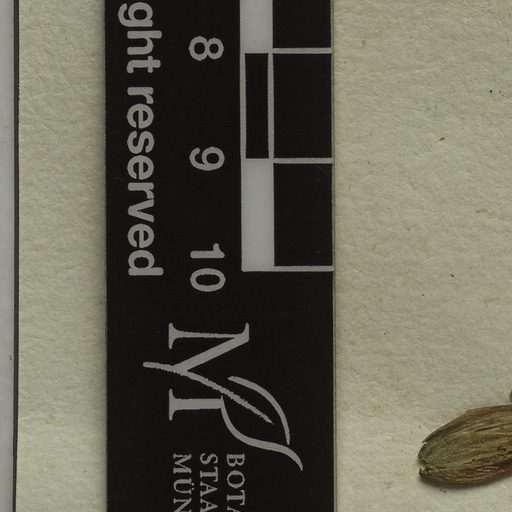 ght reserved
8
9
10
M
BOTA
STAA
MÜN